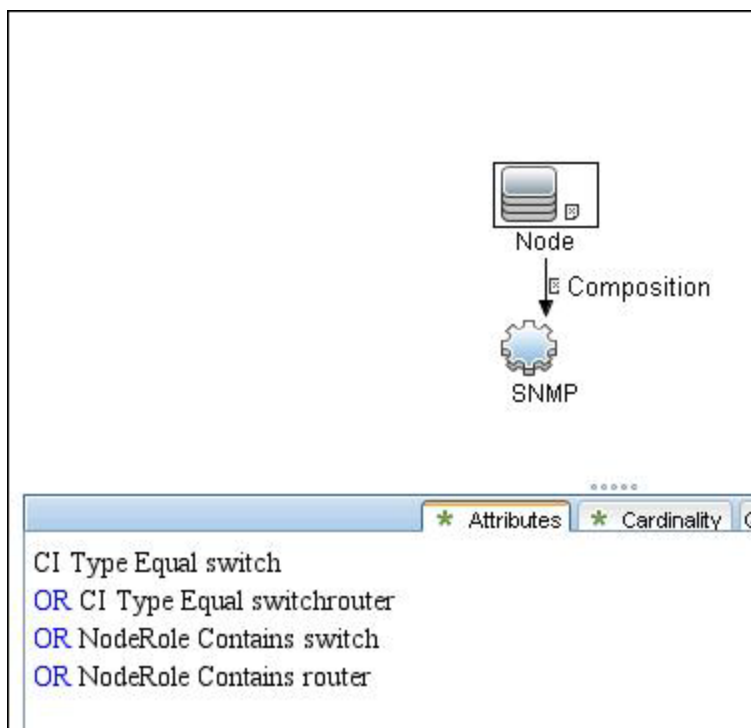 Node
Composition
SNMP
Attributes
Cardinality
CI Type Equal switch
OR CI Type Equal switchrouter
OR NodeRole Contains switch
OR NodeRole Contains router